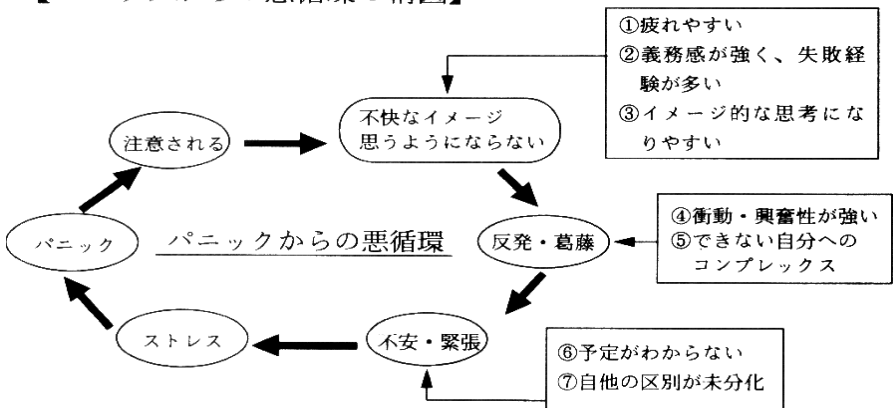 ①疲れやすい
②義務感が強く、失敗経
験が多い
③イメージ的な思考にな
りやすい
不快なイメージ
思うようにならない
注意される
④衝動・興奮性が強い
⑤できない自分への
コンプレックス
パニック
パニックからの悪循環
反発・葛藤
ストレス
不安・緊張
⑥予定がわからない
⑦自他の区別が未分化